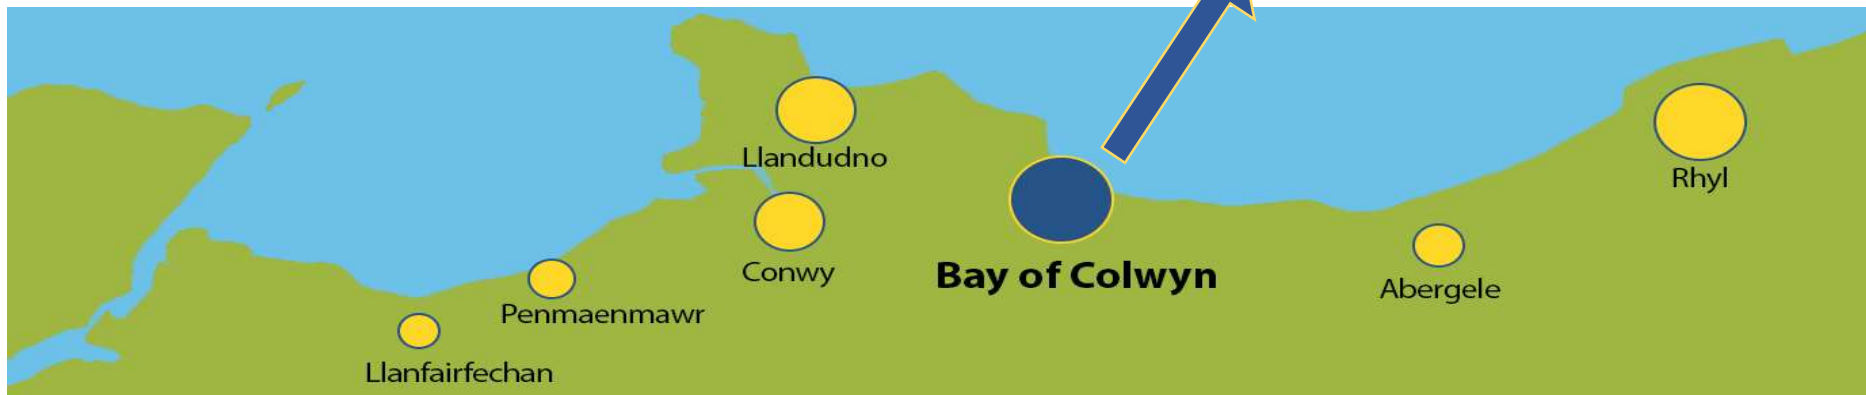 Llandudno
Rhyl
Conwy
Bay of Colwyn
Abergele
Penmaenmawr
Llanfairfechan